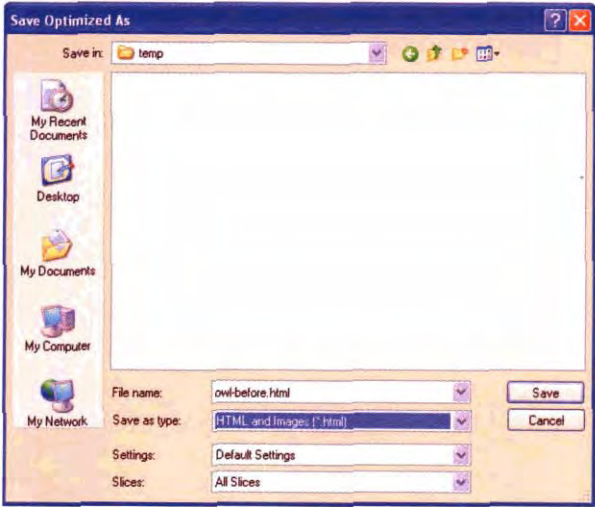 Save Optimized As
Save in: temp
My Recent
Documents
Desktop
My Documents
My Computer
My Network
File name: owl-before.html Save
Save as type: HTML and Images (*.html) Cancel
Settings: Default Settings
Slices: All Slices